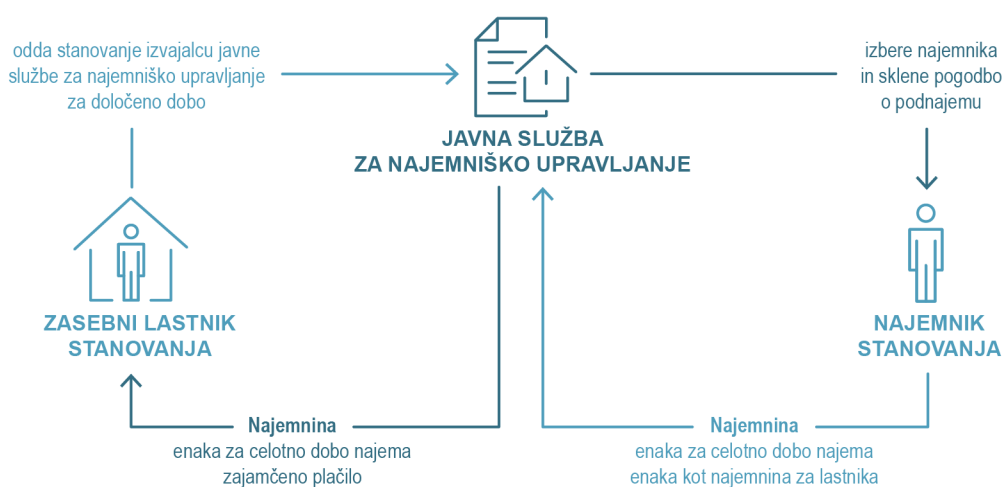 odda stanovanje izvajalcu javne
službe za najemniško upravljanje
za določeno dobo
JAVNA SLUŽBA
ZA NAJEMNIŠKO UPRAVLJANJE
izbere najemnika
in sklene pogodbo
o podnajemu
ZASEBNI LASTNIK
STANOVANJA
NAJEMNIK
STANOVANJA
Najemnina
enaka za celotno dobo najema
zajamčeno plačilo
Najemnina
enaka za celotno dobo najema
enaka kot najemnina za lastnika